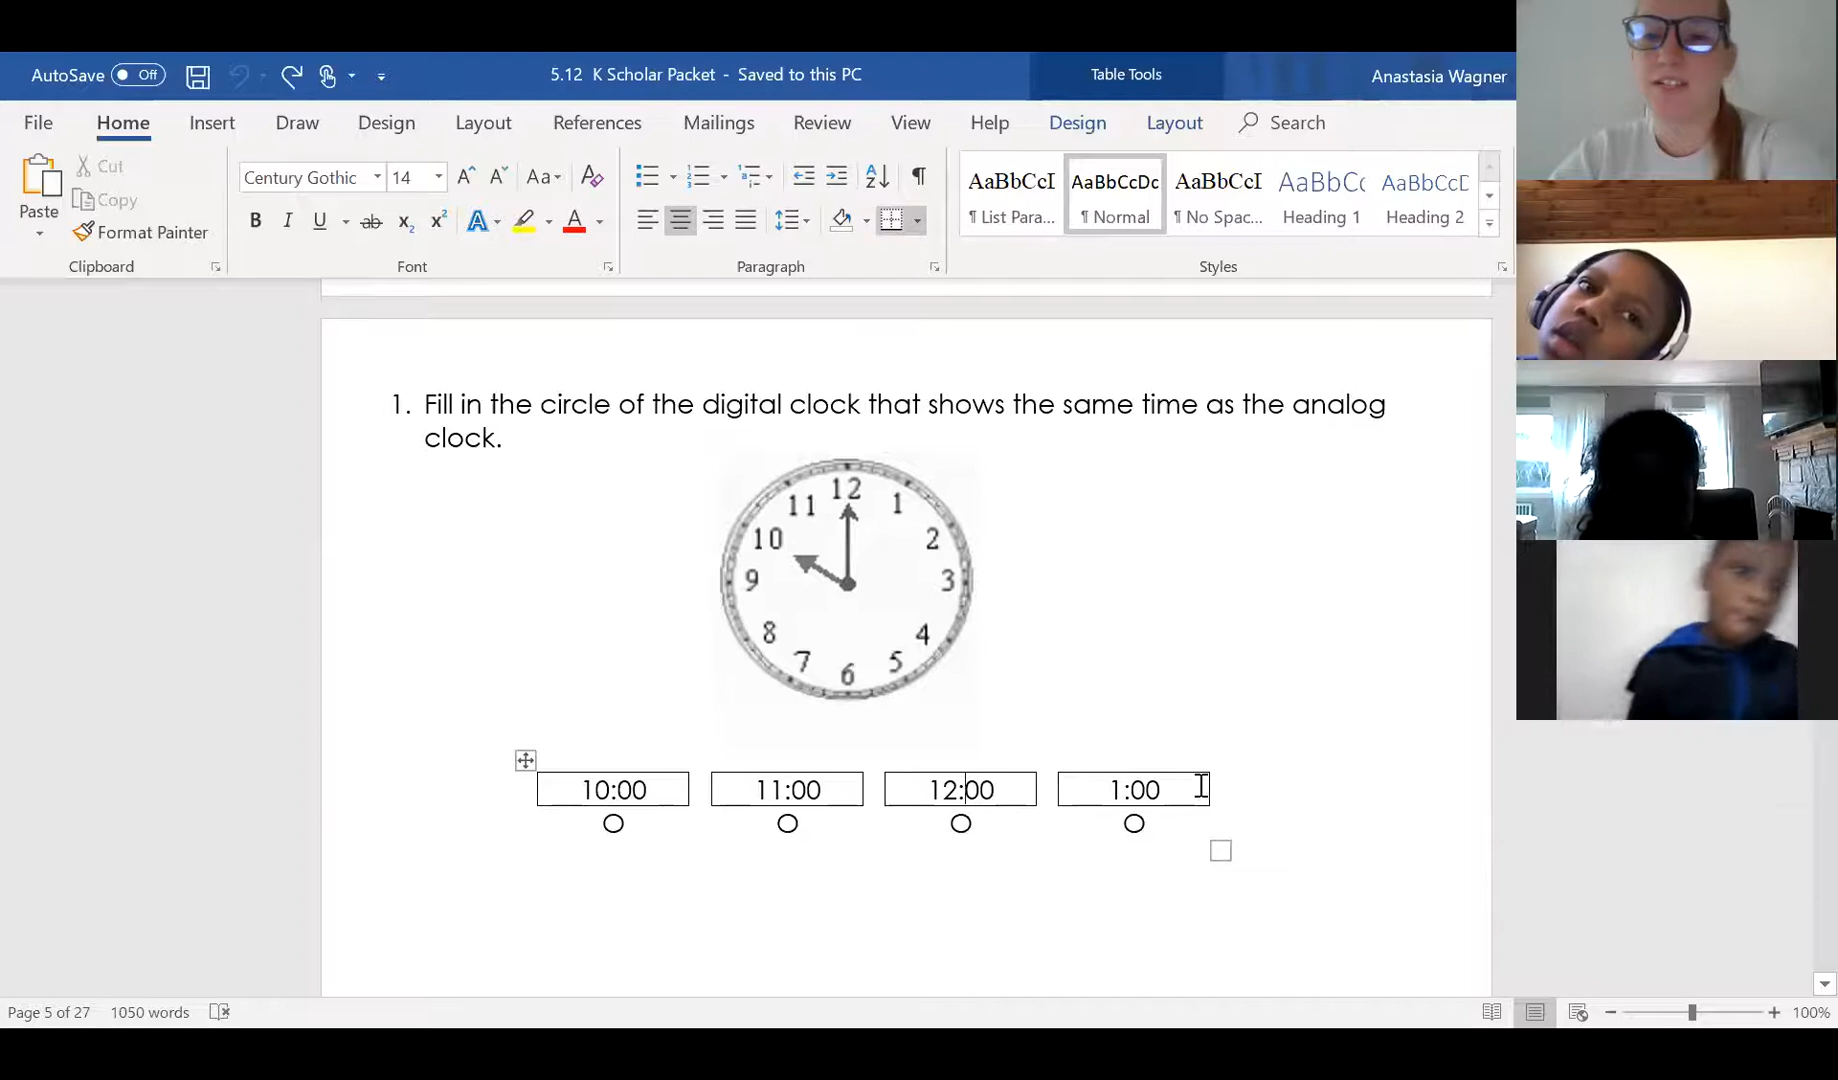 AutoSave Off
5.12 K Scholar Packet - Saved to this PC
Table Tools
Anastasia Wagner
File Home Insert Draw Design Layout References Mailings Review View Help Design Layout Search
Paste
Cut
Copy
Format Painter
Clipboard
Century Gothic 14
Aa
B I U ab x₂ x² A A
Font
A Z ¶
Paragraph
AaBbCcI AaBbCcDc AaBbCcI AaBbCc AaBbCcD
¶ List Para... ¶ Normal ¶ No Spac... Heading 1 Heading 2
Styles
1. Fill in the circle of the digital clock that shows the same time as the analog
clock.
12
1
2
3
4
5
6
7
8
9
10
11
10:00 11:00 12:00 1:00
Page 5 of 27 1050 words
100%